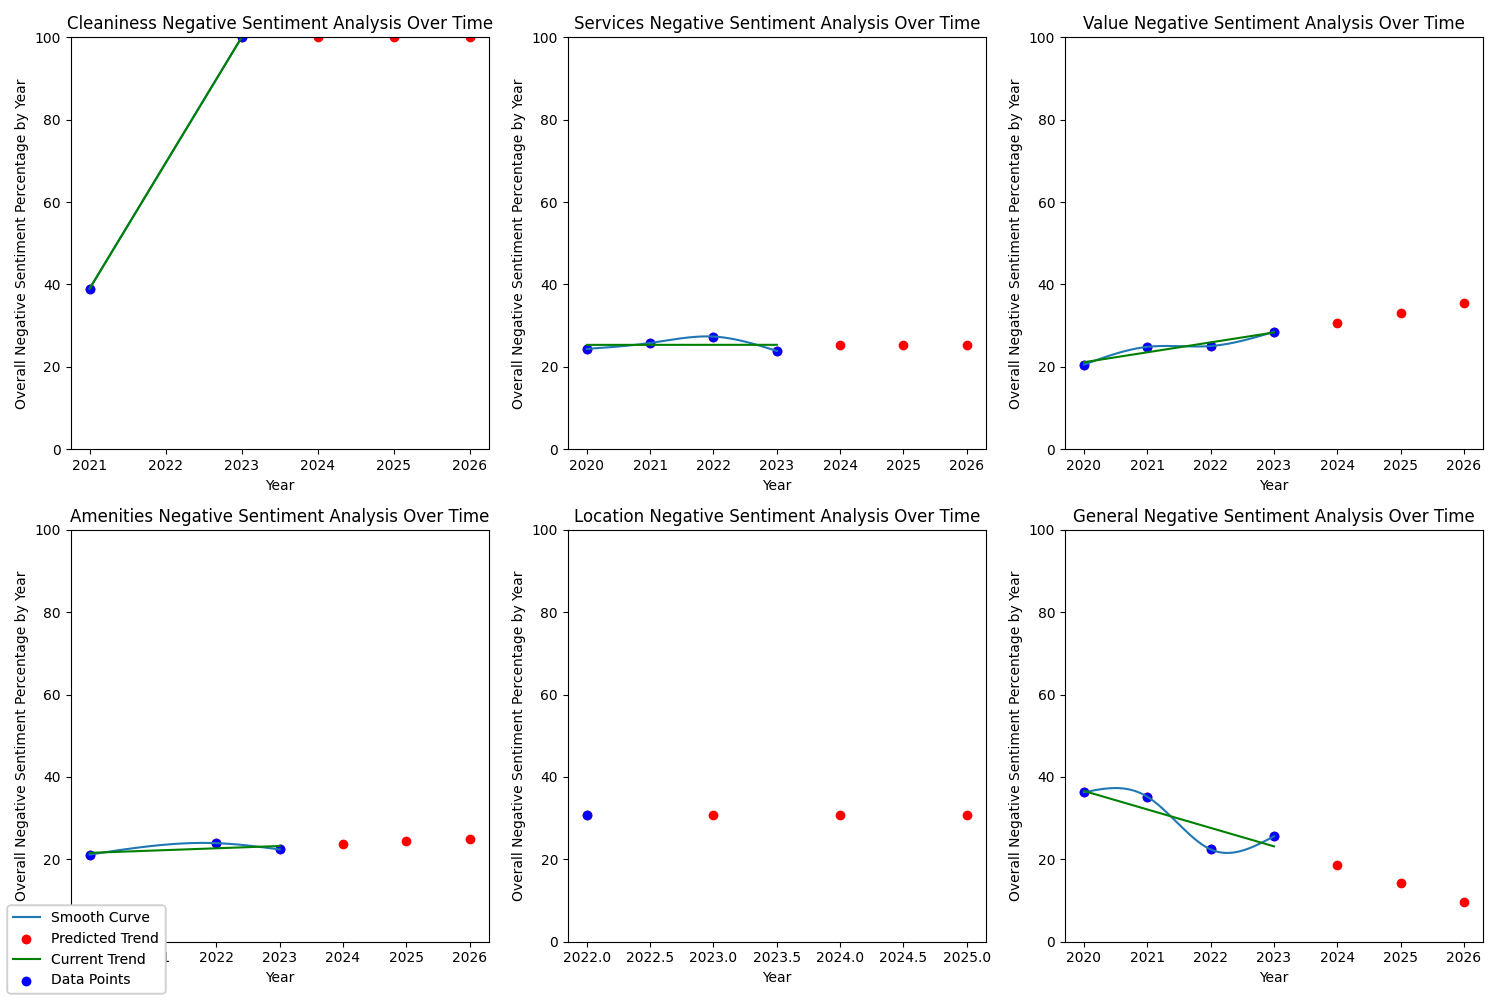 Cleaniness Negative Sentiment Analysis Over Time
Overall Negative Sentiment Percentage by Year
100
80
60
40
20
0
2021 2022 2023 2024 2025 2026
Year
Services Negative Sentiment Analysis Over Time
Overall Negative Sentiment Percentage by Year
100
80
60
40
20
0
2020 2021 2022 2023 2024 2025 2026
Year
Value Negative Sentiment Analysis Over Time
Overall Negative Sentiment Percentage by Year
100
80
60
40
20
0
2020 2021 2022 2023 2024 2025 2026
Year
Amenities Negative Sentiment Analysis Over Time
Overall Negative Sentiment Percentage by Year
100
80
60
40
20
2022 2023 2024 2025 2026
Year
Smooth Curve
Predicted Trend
Current Trend
Data Points
Location Negative Sentiment Analysis Over Time
Overall Negative Sentiment Percentage by Year
100
80
60
40
20
0
2022.0 2022.5 2023.0 2023.5 2024.0 2024.5 2025.0
Year
General Negative Sentiment Analysis Over Time
Overall Negative Sentiment Percentage by Year
100
80
60
40
20
0
2020 2021 2022 2023 2024 2025 2026
Year